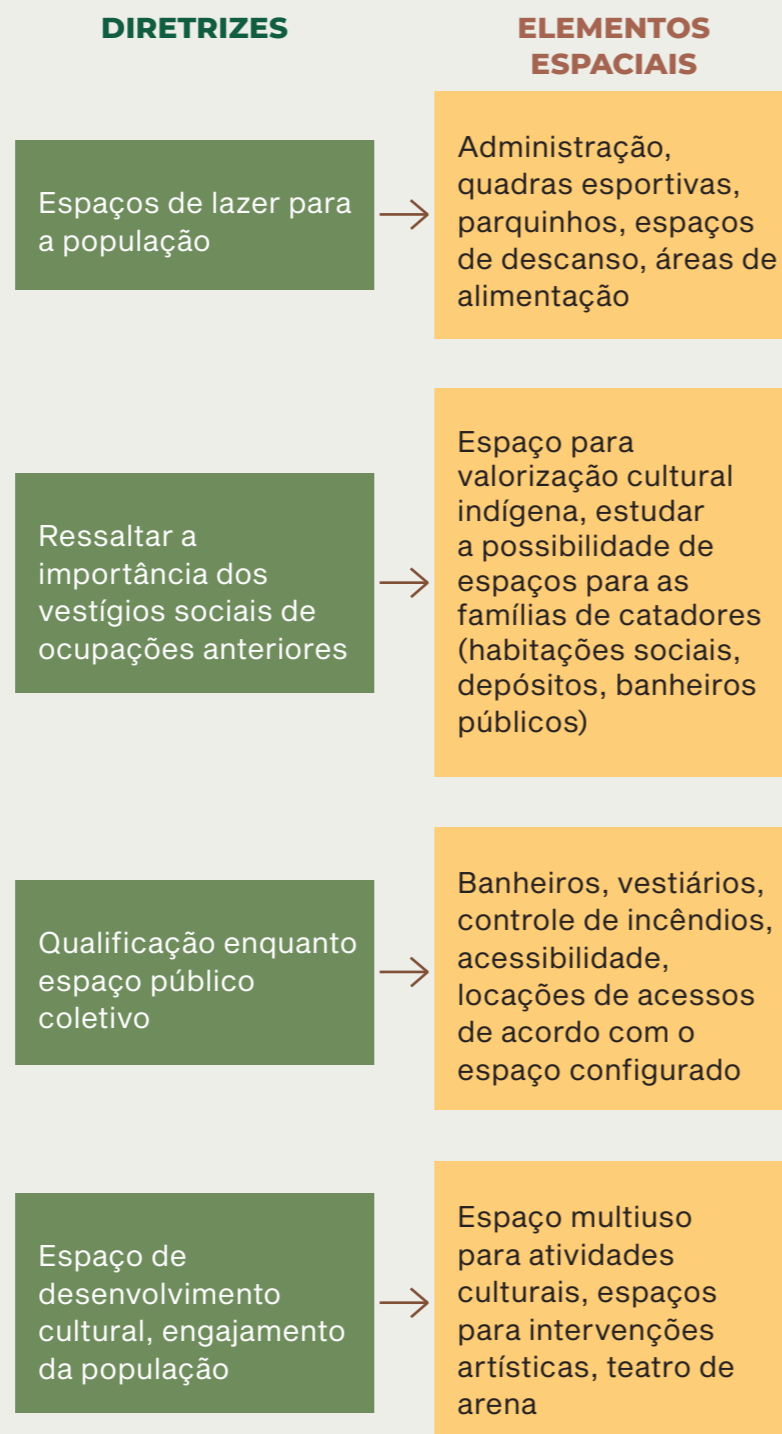 DIRETRIZES
ELEMENTOS
ESPACIAIS
Espaços de lazer para
a população
Administração,
quadras esportivas,
parquinhos, espaços
de descanso, áreas de
alimentação
Ressaltar a
importância dos
vestígios sociais de
ocupações anteriores
Espaço para
valorização cultural
indígena, estudar
a possibilidade de
espaços para as
famílias de catadores
(habitações sociais,
depósitos, banheiros
públicos)
Qualificação enquanto
espaço público
coletivo
Banheiros, vestiários,
controle de incêndios,
acessibilidade,
locações de acessos
de acordo com o
espaço configurado
Espaço de
desenvolvimento
cultural, engajamento
da população
Espaço multiuso
para atividades
culturais, espaços
para intervenções
artísticas, teatro de
arena